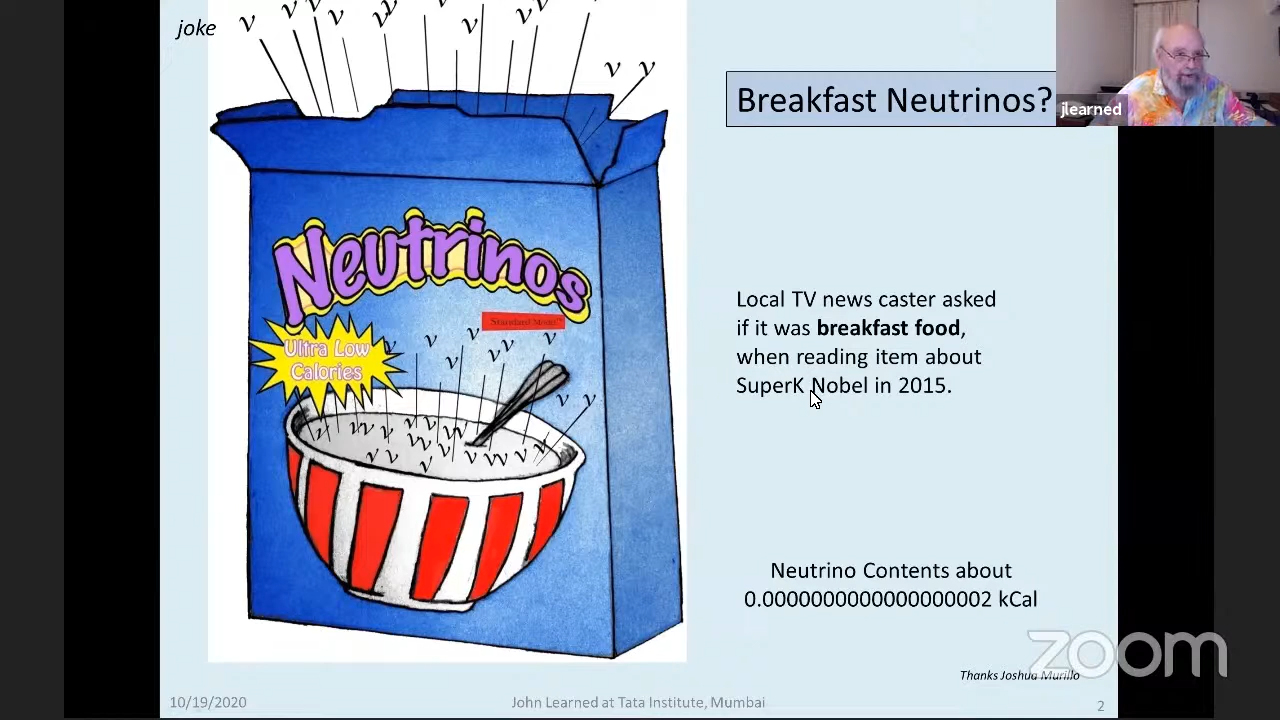 joke
Breakfast Neutrinos?
jlearned
Neutrinos
Standard Model
Ultra Low
Calories
Local TV news caster asked
if it was breakfast food,
when reading item about
SuperK Nobel in 2015.
Neutrino Contents about
0.0000000000000000002 kCal
zoom
Thanks Joshua Murillo
10/19/2020
John Learned at Tata Institute, Mumbai
2